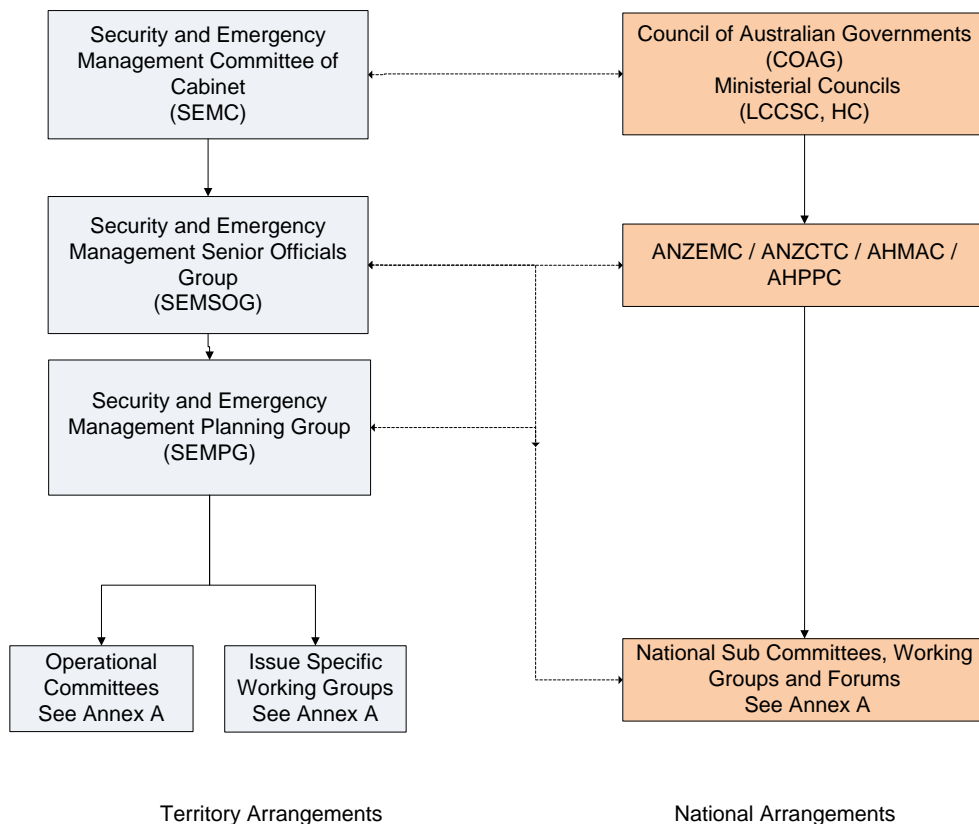 Security and Emergency
Management Committee of
Cabinet
(SEMC)
Council of Australian Governments
(COAG)
Ministerial Councils
(LCCSC, HC)
Security and Emergency
Management Senior Officials
Group
(SEMSOG)
ANZEMC / ANZCTC / AHMAC /
AHPPC
Security and Emergency
Management Planning Group
(SEMPG)
Operational
Committees
See Annex A
Issue Specific
Working Groups
See Annex A
National Sub Committees, Working
Groups and Forums
See Annex A
Territory Arrangements
National Arrangements